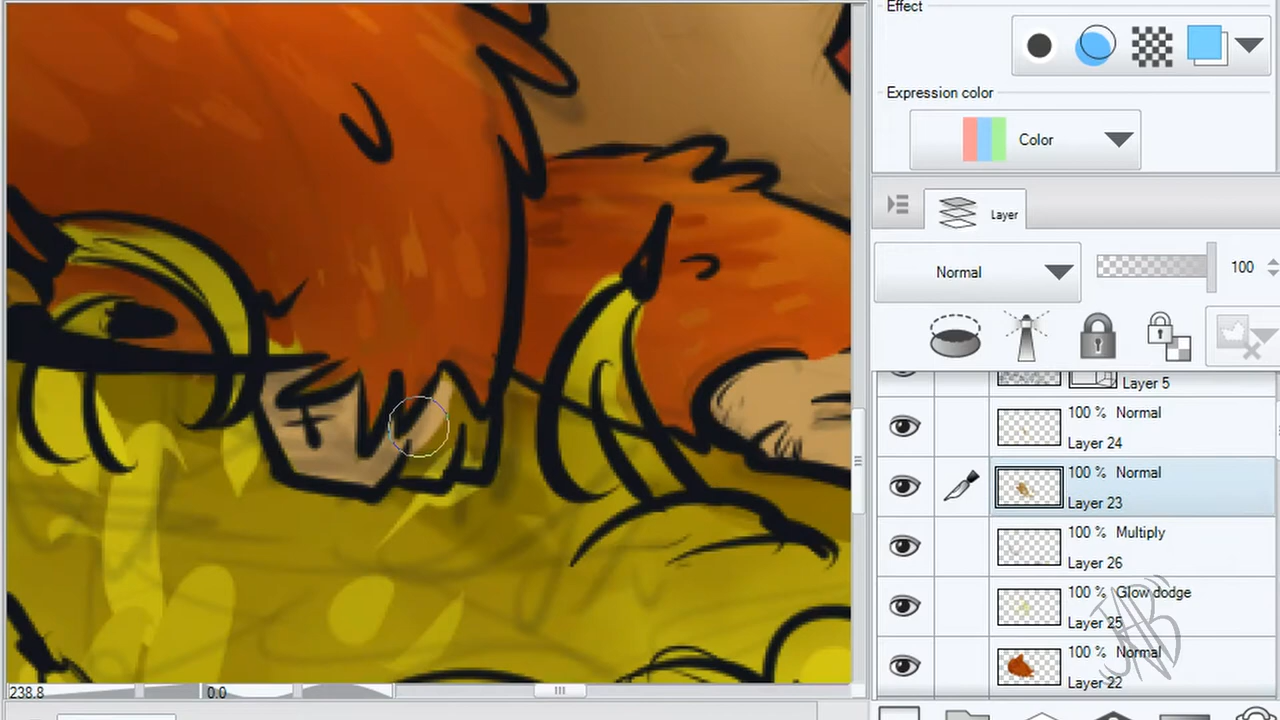 Effect
Expression color
Color
Layer
Normal
100
Layer 5
100 % Normal
Layer 24
100 % Normal
Layer 23
100 % Multiply
Layer 26
100 % Glow dodge
Layer 25
100 % Normal
Layer 22
238.8
0.0
JAB